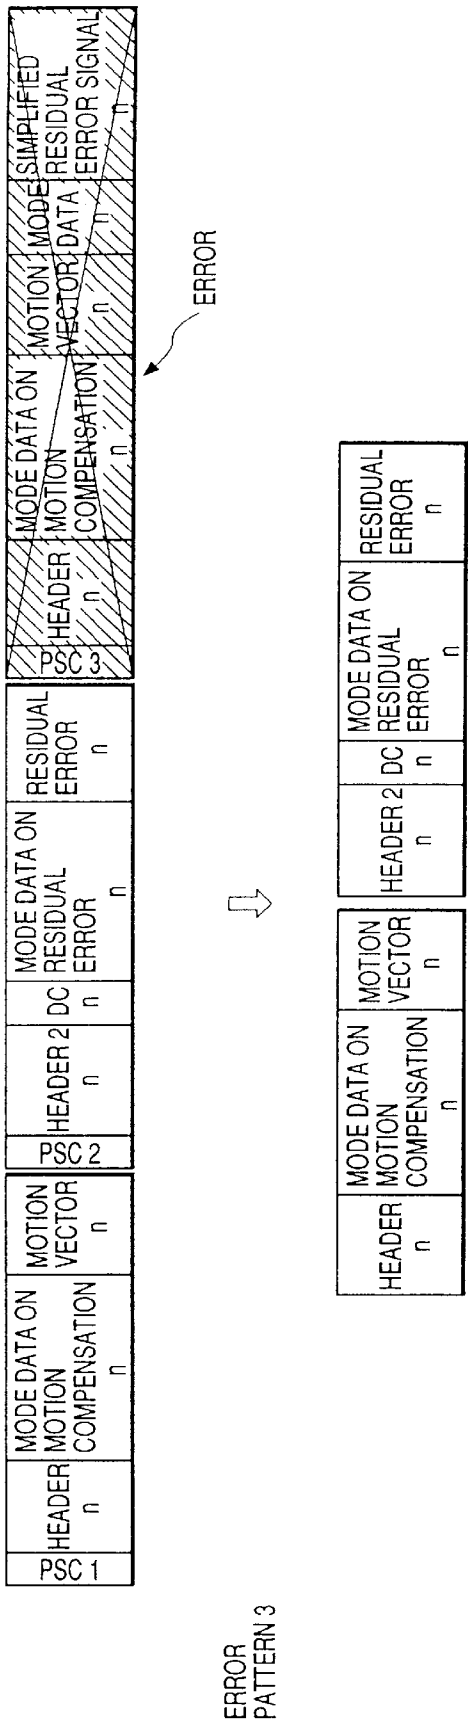 PSC 1
HEADER
n
MODE DATA ON
MOTION
COMPENSATION
n
MOTION
VECTOR
n
PSC 2
HEADER 2
n
DC
n
MODE DATA ON
RESIDUAL
ERROR
n
RESIDUAL
ERROR
n
PSC 3
HEADER
n
MODE DATA ON
MOTION
COMPENSATION
n
MOTION
VECTOR
n
MODE
DATA
n
SIMPLIFIED
RESIDUAL
ERROR SIGNAL
n
ERROR
ERROR
PATTERN 3
HEADER
n
MODE DATA ON
MOTION
COMPENSATION
n
MOTION
VECTOR
n
HEADER 2
n
DC
n
MODE DATA ON
RESIDUAL
ERROR
n
RESIDUAL
ERROR
n